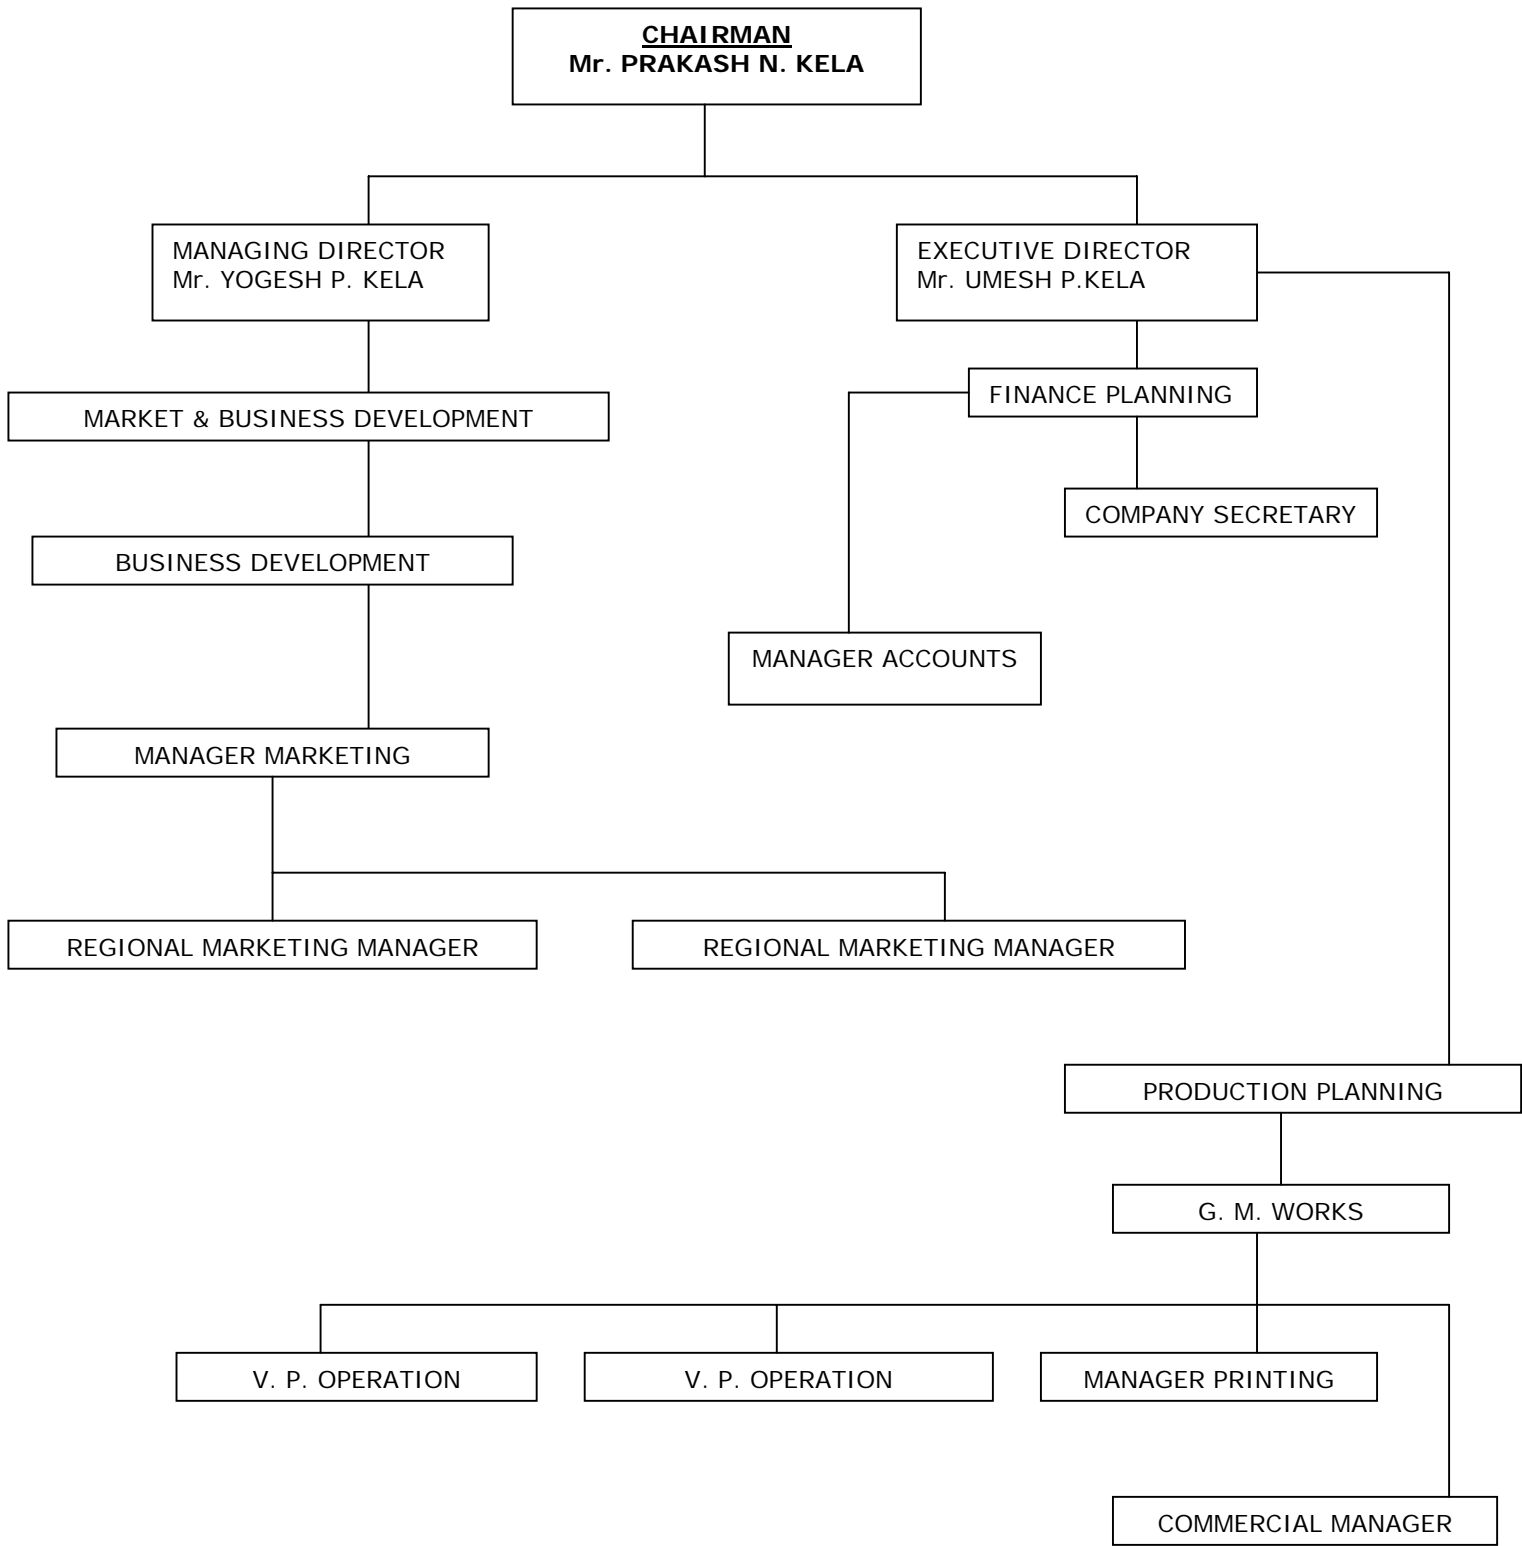 CHAIRMAN
Mr. PRAKASH N. KELA
MANAGING DIRECTOR
Mr. YOGESH P. KELA
EXECUTIVE DIRECTOR
Mr. UMESH P.KELA
FINANCE PLANNING
MARKET & BUSINESS DEVELOPMENT
COMPANY SECRETARY
BUSINESS DEVELOPMENT
MANAGER ACCOUNTS
MANAGER MARKETING
REGIONAL MARKETING MANAGER
REGIONAL MARKETING MANAGER
PRODUCTION PLANNING
G. M. WORKS
V. P. OPERATION
V. P. OPERATION
MANAGER PRINTING
COMMERCIAL MANAGER